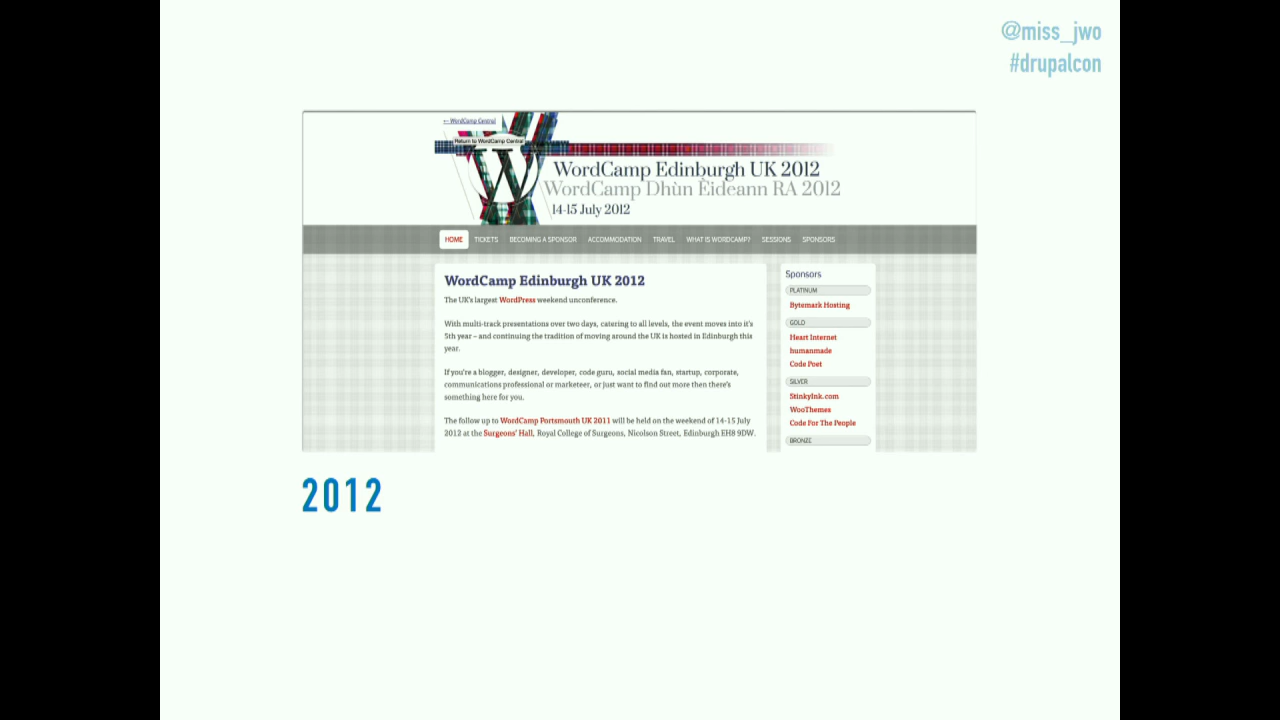 @miss_jwo
#drupalcon
← WordCamp Central
Return to WordCamp Central
WordCamp Edinburgh UK 2012
WordCamp Dhùn Èideann RA 2012
14-15 July 2012
HOME TICKETS BECOMING A SPONSOR ACCOMMODATION TRAVEL WHAT IS WORDCAMP? SESSIONS SPONSORS
WordCamp Edinburgh UK 2012
The UK's largest WordPress weekend unconference.
With multi-track presentations over two days, catering to all levels, the event moves into it's
5th year – and continuing the tradition of moving around the UK is hosted in Edinburgh this
year.
If you're a blogger, designer, developer, code guru, social media fan, startup, corporate,
communications professional or marketeer, or just want to find out more then there's
something here for you.
The follow up to WordCamp Portsmouth UK 2011 will be held on the weekend of 14-15 July
2012 at the Surgeons' Hall, Royal College of Surgeons, Nicolson Street, Edinburgh EH8 9DW.
Sponsors
PLATINUM
Bytemark Hosting
GOLD
Heart Internet
humanmade
Code Poet
SILVER
StinkyInk.com
WooThemes
Code For The People
BRONZE
2012